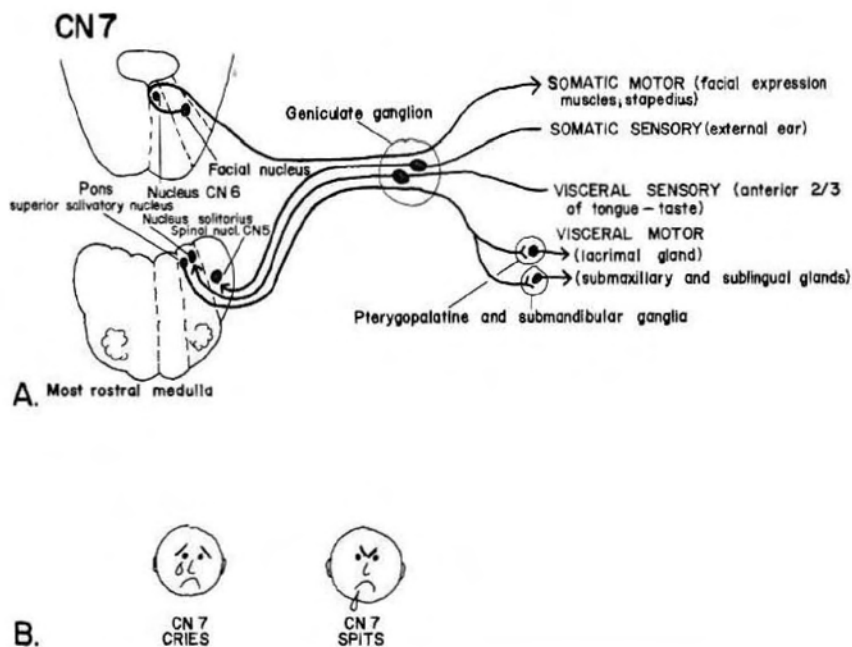 CN7
Geniculate ganglion
SOMATIC MOTOR (facial expression
muscles, stapedius)
SOMATIC SENSORY (external ear)
Facial nucleus
Nucleus CN 6
Pons
superior salivatory nucleus
Nucleus solitorius
Spinal nucl. CN5
VISCERAL SENSORY (anterior 2/3
of tongue - taste)
VISCERAL MOTOR
(lacrimal gland)
(submaxillary and sublingual glands)
Pterygopalatine and submandibular ganglia
A. Most rostral medulla
B.
CN 7
CRIES
CN 7
SPITS